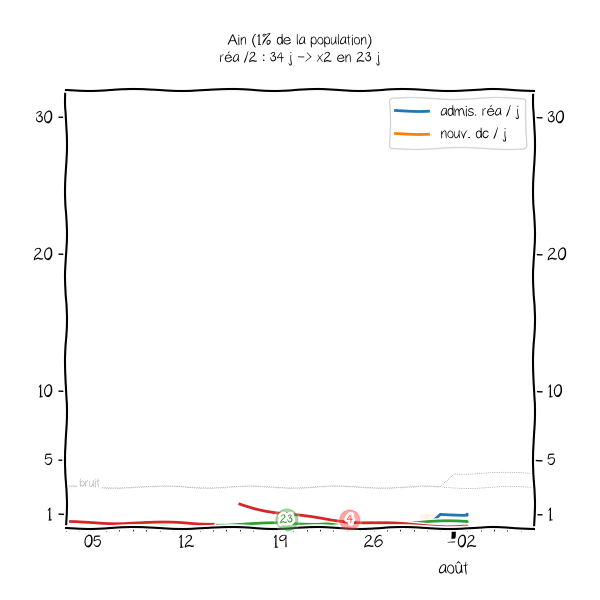 Ain (1% de la population)
réa /2 : 34 j -> x2 en 23 j
admis. réa / j
nouv. dc / j
30 30
20 20
10 10
5 5
bruit
1 23 4 1
05 12 19 26 02
août